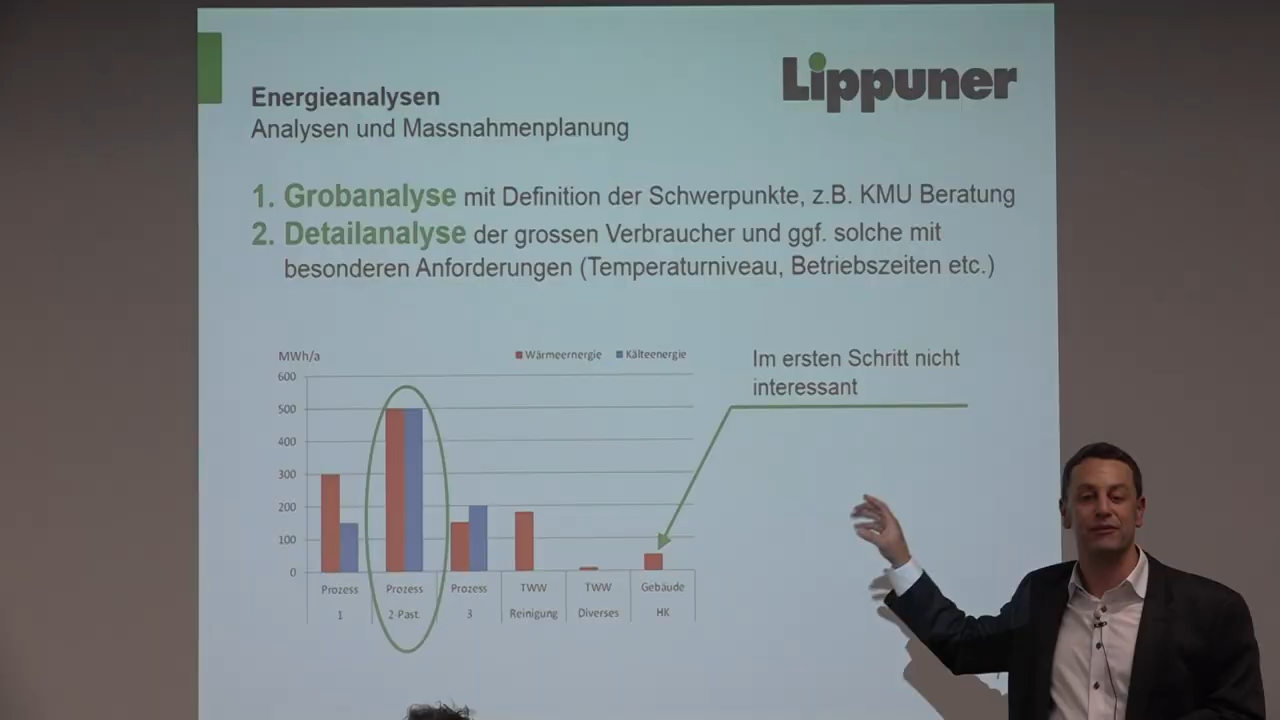 Lippuner
Energieanalysen
Analysen und Massnahmenplanung
1. Grobanalyse mit Definition der Schwerpunkte, z.B. KMU Beratung
2. Detailanalyse der grossen Verbraucher und ggf. solche mit
besonderen Anforderungen (Temperaturniveau, Betriebszeiten etc.)
MWh/a
Wärmeenergie Kälteenergie
600
500
400
300
200
100
0
Prozess Prozess Prozess TWW TWW Gebäude
1 2-Past. 3 Reinigung Diverses HK
Im ersten Schritt nicht
interessant